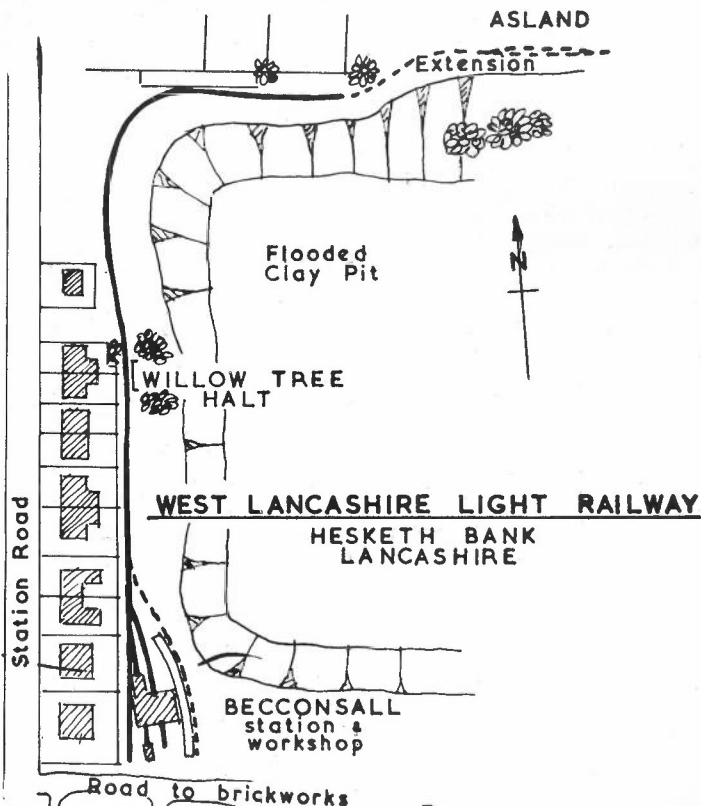 ASLAND
Extension
N
Flooded
Clay Pit
WILLOW TREE
HALT
WEST LANCASHIRE LIGHT RAILWAY
HESKETH BANK
LANCASHIRE
Station Road
BECCONSALL
station &
workshop
Road to brickworks